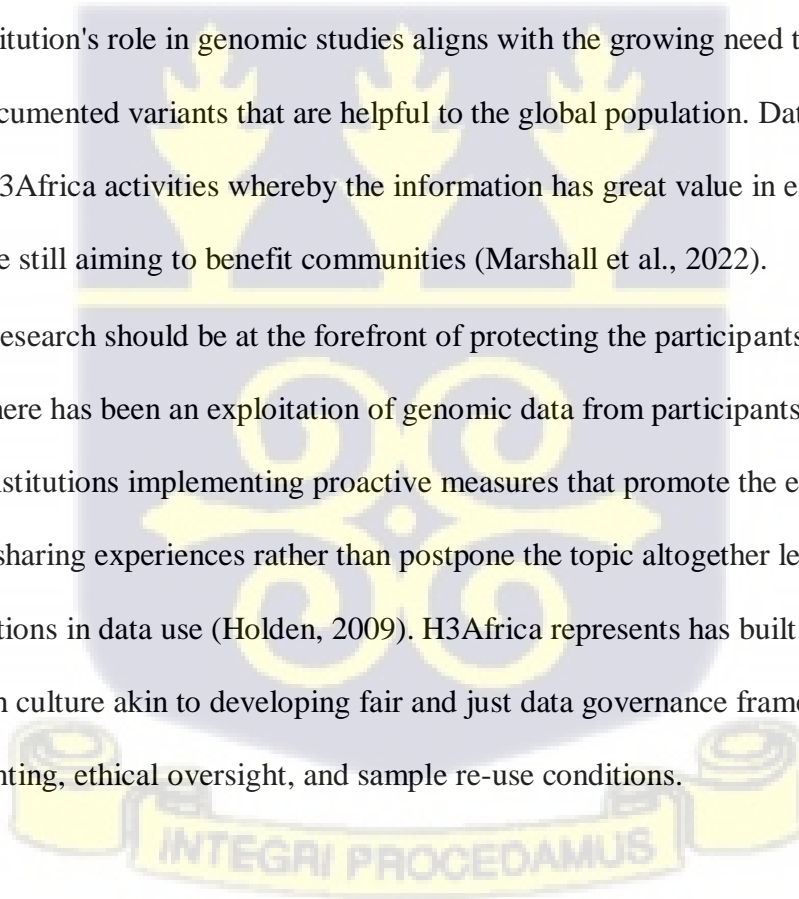 itution's role in genomic studies aligns with the growing need t
cumented variants that are helpful to the global population. Dat
3Africa activities whereby the information has great value in e
e still aiming to benefit communities (Marshall et al., 2022).
esearch should be at the forefront of protecting the participants
here has been an exploitation of genomic data from participants
nstitutions implementing proactive measures that promote the e
sharing experiences rather than postpone the topic altogether le
tions in data use (Holden, 2009). H3Africa represents has built
n culture akin to developing fair and just data governance frame
nting, ethical oversight, and sample re-use conditions.
INTEGRI PROCEDAMUS